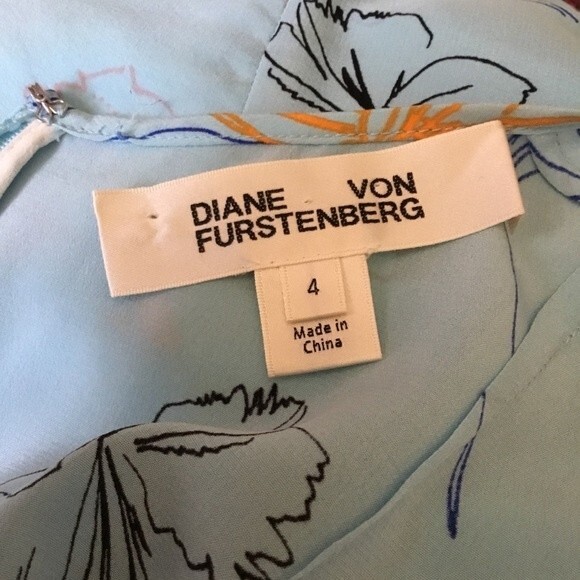 DIANE VON
FURSTENBERG
4
Made in
China